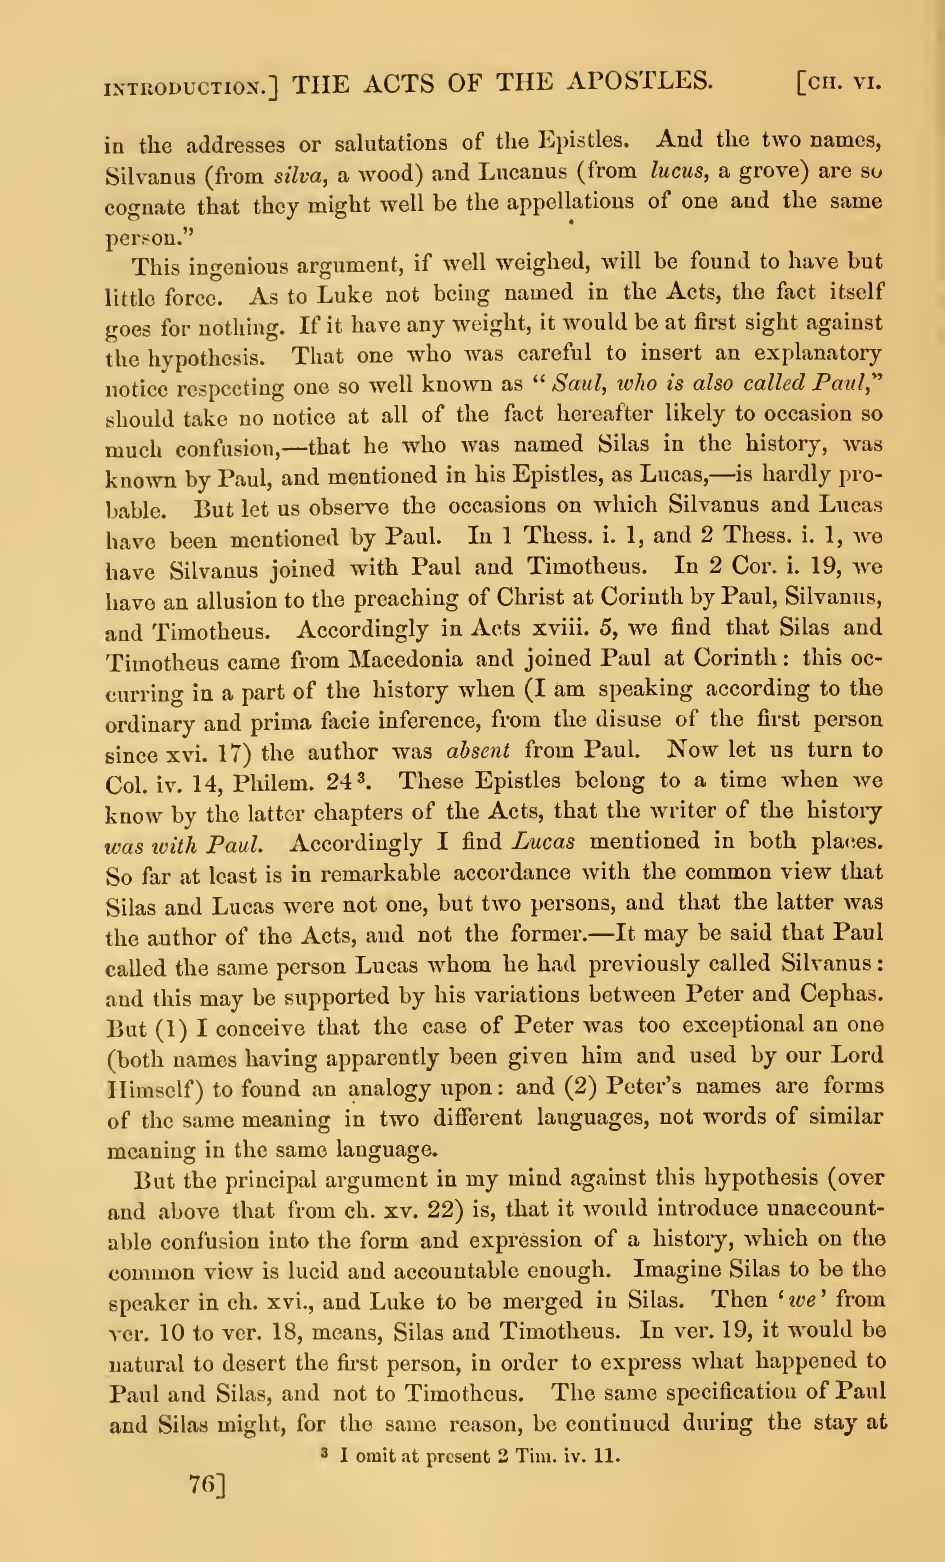 INTRODUCTION.] THE ACTS OF THE APOSTLES. [CH. VI.
in the addresses or salutations of the Epistles. And the two names,
Silvanus (from silva, a wood) and Lucanus (from lucus, a grove) are so
cognate that they might well be the appellations of one and the same
person.”
This ingenious argument, if well weighed, will be found to have but
little force. As to Luke not being named in the Acts, the fact itself
goes for nothing. If it have any weight, it would be at first sight against
the hypothesis. That one who was careful to insert an explanatory
notice respecting one so well known as “ Saul, who is also called Paul,”
should take no notice at all of the fact hereafter likely to occasion so
much confusion,—that he who was named Silas in the history, was
known by Paul, and mentioned in his Epistles, as Lucas,—is hardly pro-
bable. But let us observe the occasions on which Silvanus and Lucas
have been mentioned by Paul. In 1 Thess. i. 1, and 2 Thess. i. 1, we
have Silvanus joined with Paul and Timotheus. In 2 Cor. i. 19, we
have an allusion to the preaching of Christ at Corinth by Paul, Silvanus,
and Timotheus. Accordingly in Acts xviii. 5, we find that Silas and
Timotheus came from Macedonia and joined Paul at Corinth : this oc-
curring in a part of the history when (I am speaking according to the
ordinary and prima facie inference, from the disuse of the first person
since xvi. 17) the author was absent from Paul. Now let us turn to
Col. iv. 14, Philem. 24 ³. These Epistles belong to a time when we
know by the latter chapters of the Acts, that the writer of the history
was with Paul. Accordingly I find Lucas mentioned in both places.
So far at least is in remarkable accordance with the common view that
Silas and Lucas were not one, but two persons, and that the latter was
the author of the Acts, and not the former.—It may be said that Paul
called the same person Lucas whom he had previously called Silvanus :
and this may be supported by his variations between Peter and Cephas.
But (1) I conceive that the case of Peter was too exceptional an one
(both names having apparently been given him and used by our Lord
Himself) to found an analogy upon : and (2) Peter’s names are forms
of the same meaning in two different languages, not words of similar
meaning in the same language.
But the principal argument in my mind against this hypothesis (over
and above that from ch. xv. 22) is, that it would introduce unaccount-
able confusion into the form and expression of a history, which on the
common view is lucid and accountable enough. Imagine Silas to be the
speaker in ch. xvi., and Luke to be merged in Silas. Then ‘ we ’ from
ver. 10 to ver. 18, means, Silas and Timotheus. In ver. 19, it would be
natural to desert the first person, in order to express what happened to
Paul and Silas, and not to Timotheus. The same specification of Paul
and Silas might, for the same reason, be continued during the stay at
³ I omit at present 2 Tim. iv. 11.
76]